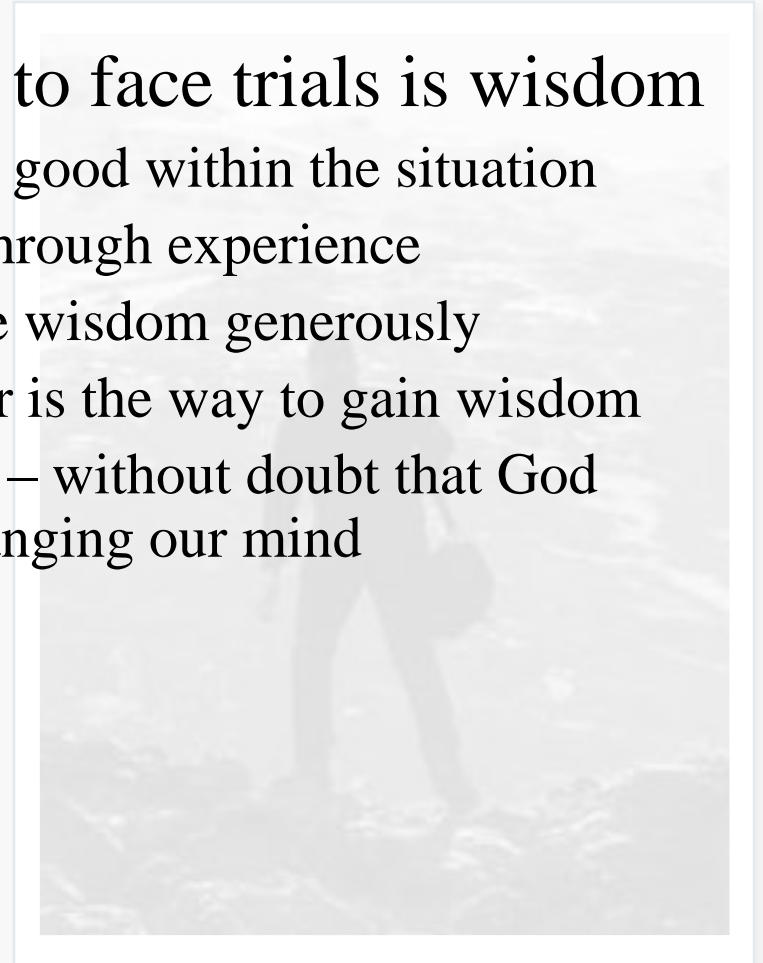 to face trials is wisdom
good within the situation
hrough experience
e wisdom generously
r is the way to gain wisdom
– without doubt that God
nging our mind